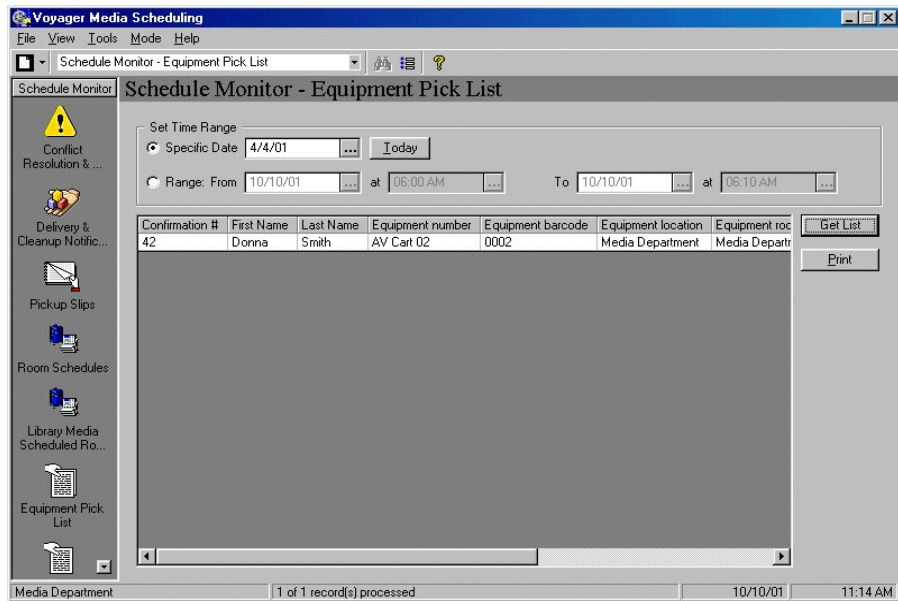 Voyager Media Scheduling
File View Tools Mode Help
Schedule Monitor - Equipment Pick List
Schedule Monitor
Schedule Monitor - Equipment Pick List
Conflict
Resolution & ...
Delivery &
Cleanup Notific...
Pickup Slips
Room Schedules
Library Media
Scheduled Ro...
Equipment Pick
List
Set Time Range
Specific Date 4/4/01 ... Today
Range: From 10/10/01 ... at 06:00 AM ... To 10/10/01 ... at 06:10 AM ...
Confirmation # First Name Last Name Equipment number Equipment barcode Equipment location Equipment roc
42 Donna Smith AV Cart 02 0002 Media Department Media Departr
Get List
Print
Media Department 1 of 1 record(s) processed 10/10/01 11:14 AM